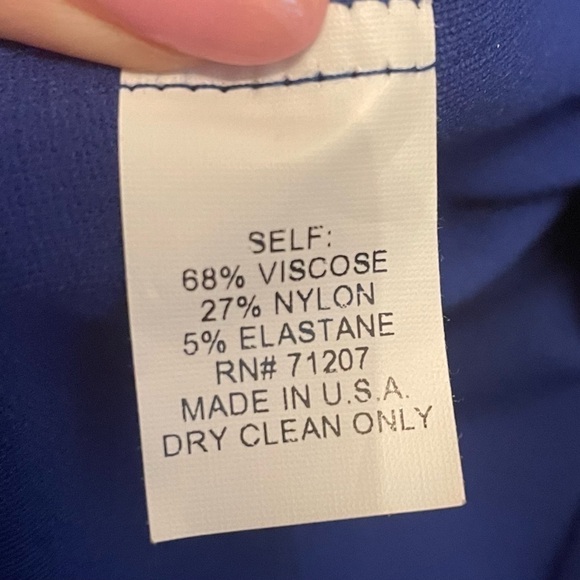 SELF:
68% VISCOSE
27% NYLON
5% ELASTANE
RN# 71207
MADE IN U.S.A.
DRY CLEAN ONLY